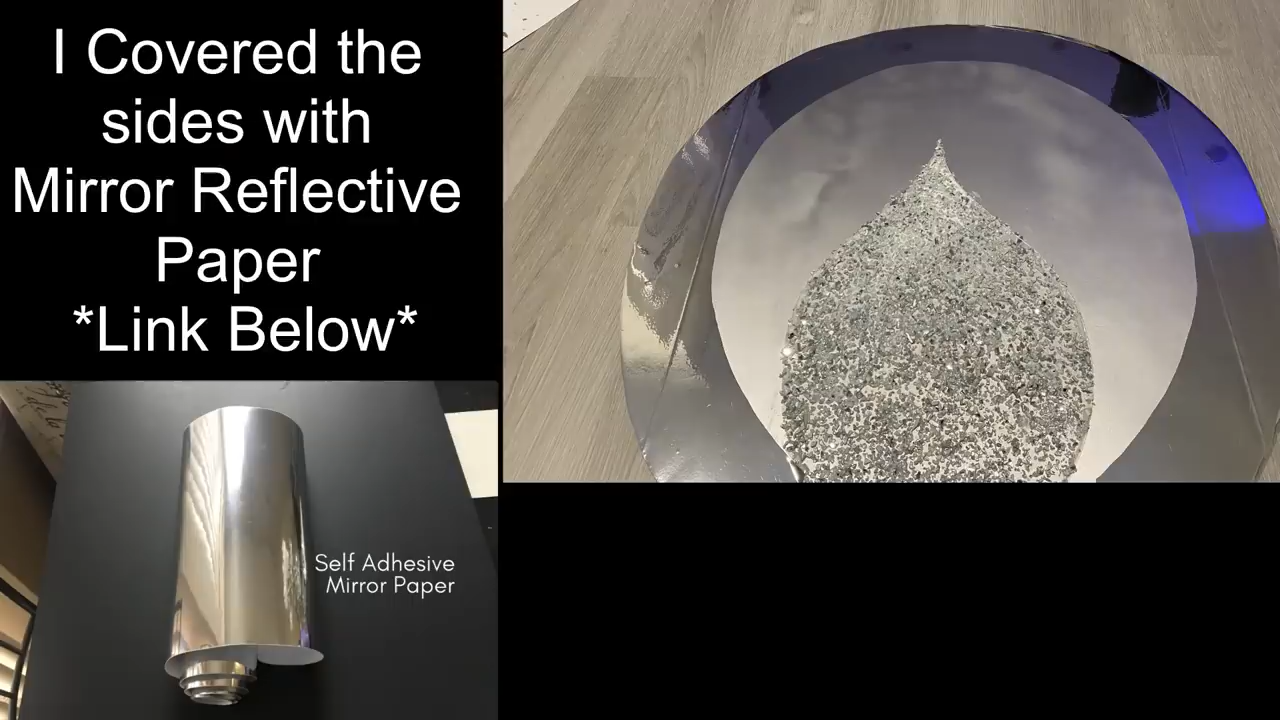 I Covered the
sides with
Mirror Reflective
Paper
*Link Below*
Self Adhesive
Mirror Paper